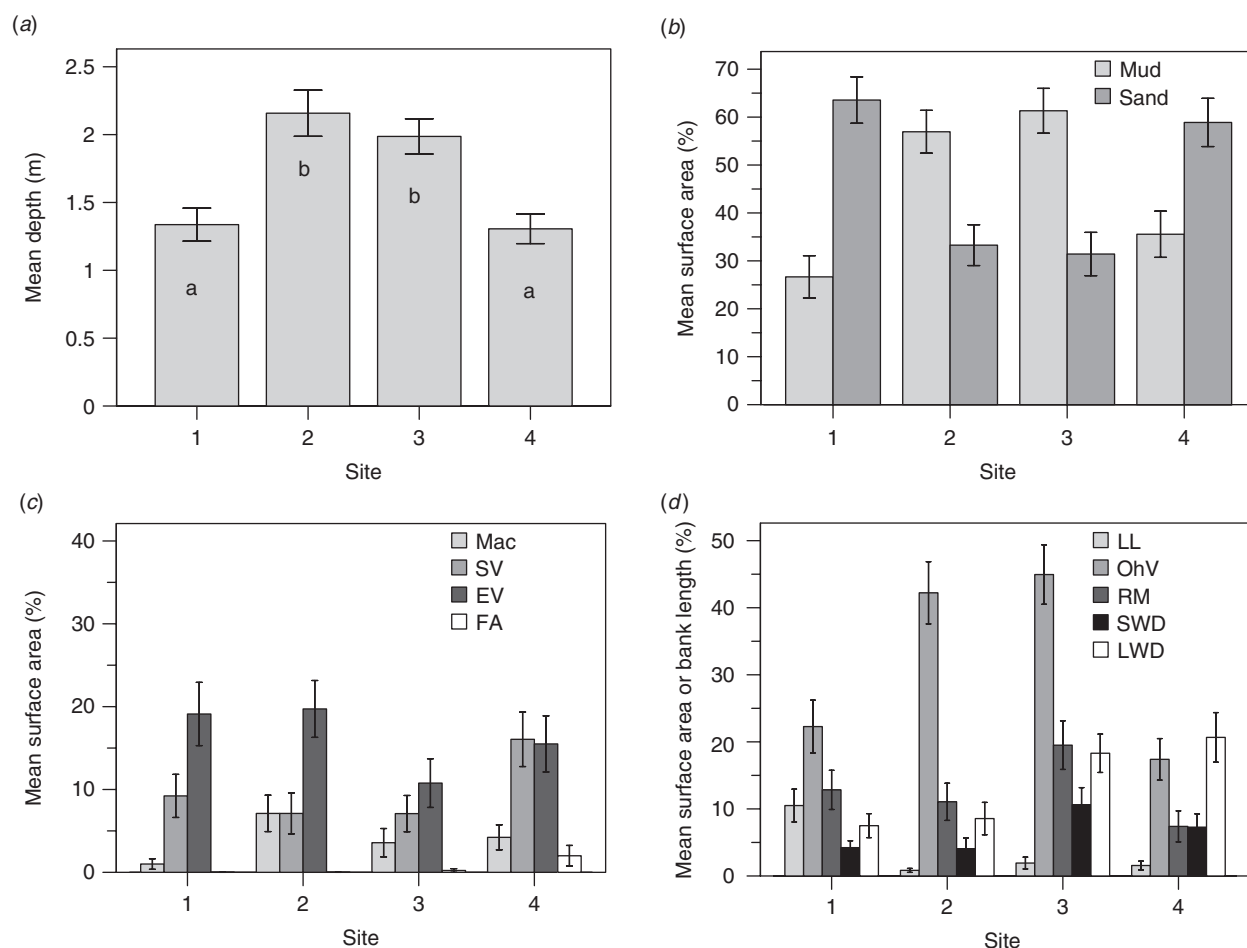 (a)
Mean depth (m)
2.5
2
1.5
1
0.5
0
a
b
b
a
1 2 3 4
Site
(b)
Mean surface area (%)
70
60
50
40
30
20
10
0
Mud
Sand
1 2 3 4
Site
(c)
Mean surface area (%)
40
30
20
10
0
Mac
SV
EV
FA
1 2 3 4
Site
(d)
Mean surface area or bank length (%)
50
40
30
20
10
0
LL
OhV
RM
SWD
LWD
1 2 3 4
Site